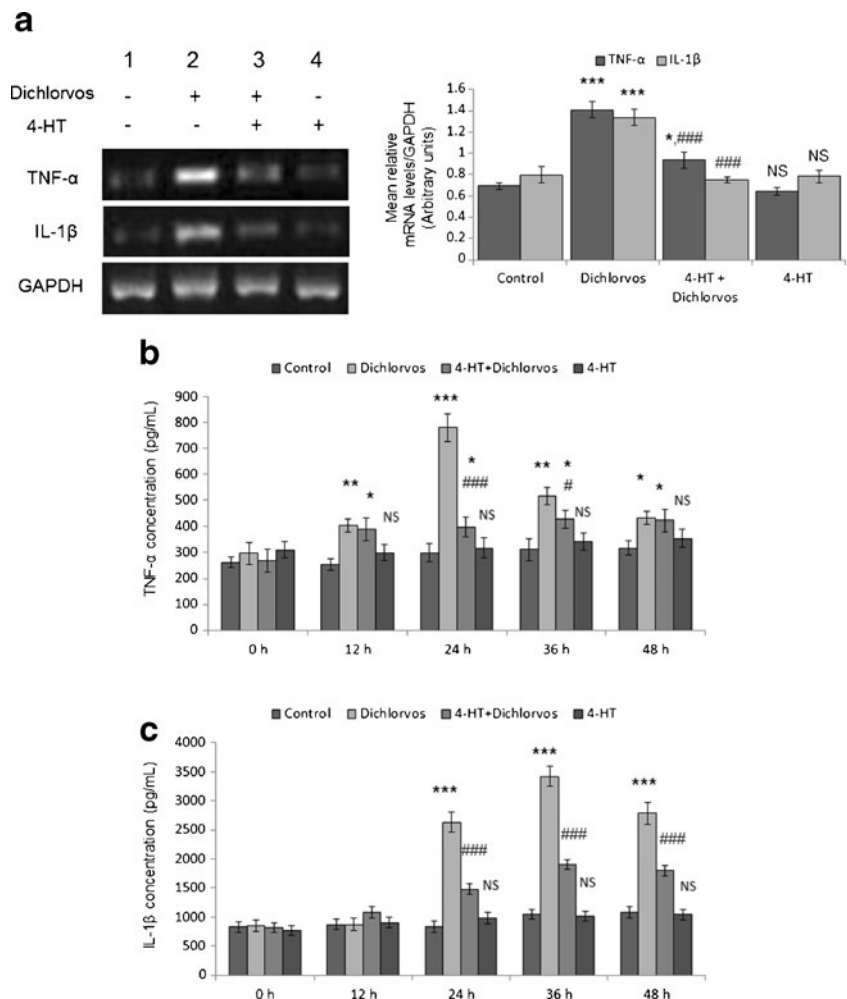 a
1 2 3 4
Dichlorvos - + + -
4-HT - - + +
TNF-α
IL-1β
GAPDH
TNF-α IL-1β
Mean relative
mRNA levels/GAPDH
(Arbitrary units)
1.6
1.4
1.2
1
0.8
0.6
0.4
0.2
0
*** *** *,### ### NS NS
Control Dichlorvos 4-HT + 4-HT
Dichlorvos
b
Control Dichlorvos 4-HT+Dichlorvos 4-HT
TNF-α concentration (pg/mL)
900
800
700
600
500
400
300
200
100
0
** * NS
*** * ### NS
** * # NS
* * NS
0 h 12 h 24 h 36 h 48 h
c
Control Dichlorvos 4-HT+Dichlorvos 4-HT
IL-1β concentration (pg/mL)
4000
3500
3000
2500
2000
1500
1000
500
0
*** ### NS
*** ### NS
*** ### NS
0 h 12 h 24 h 36 h 48 h